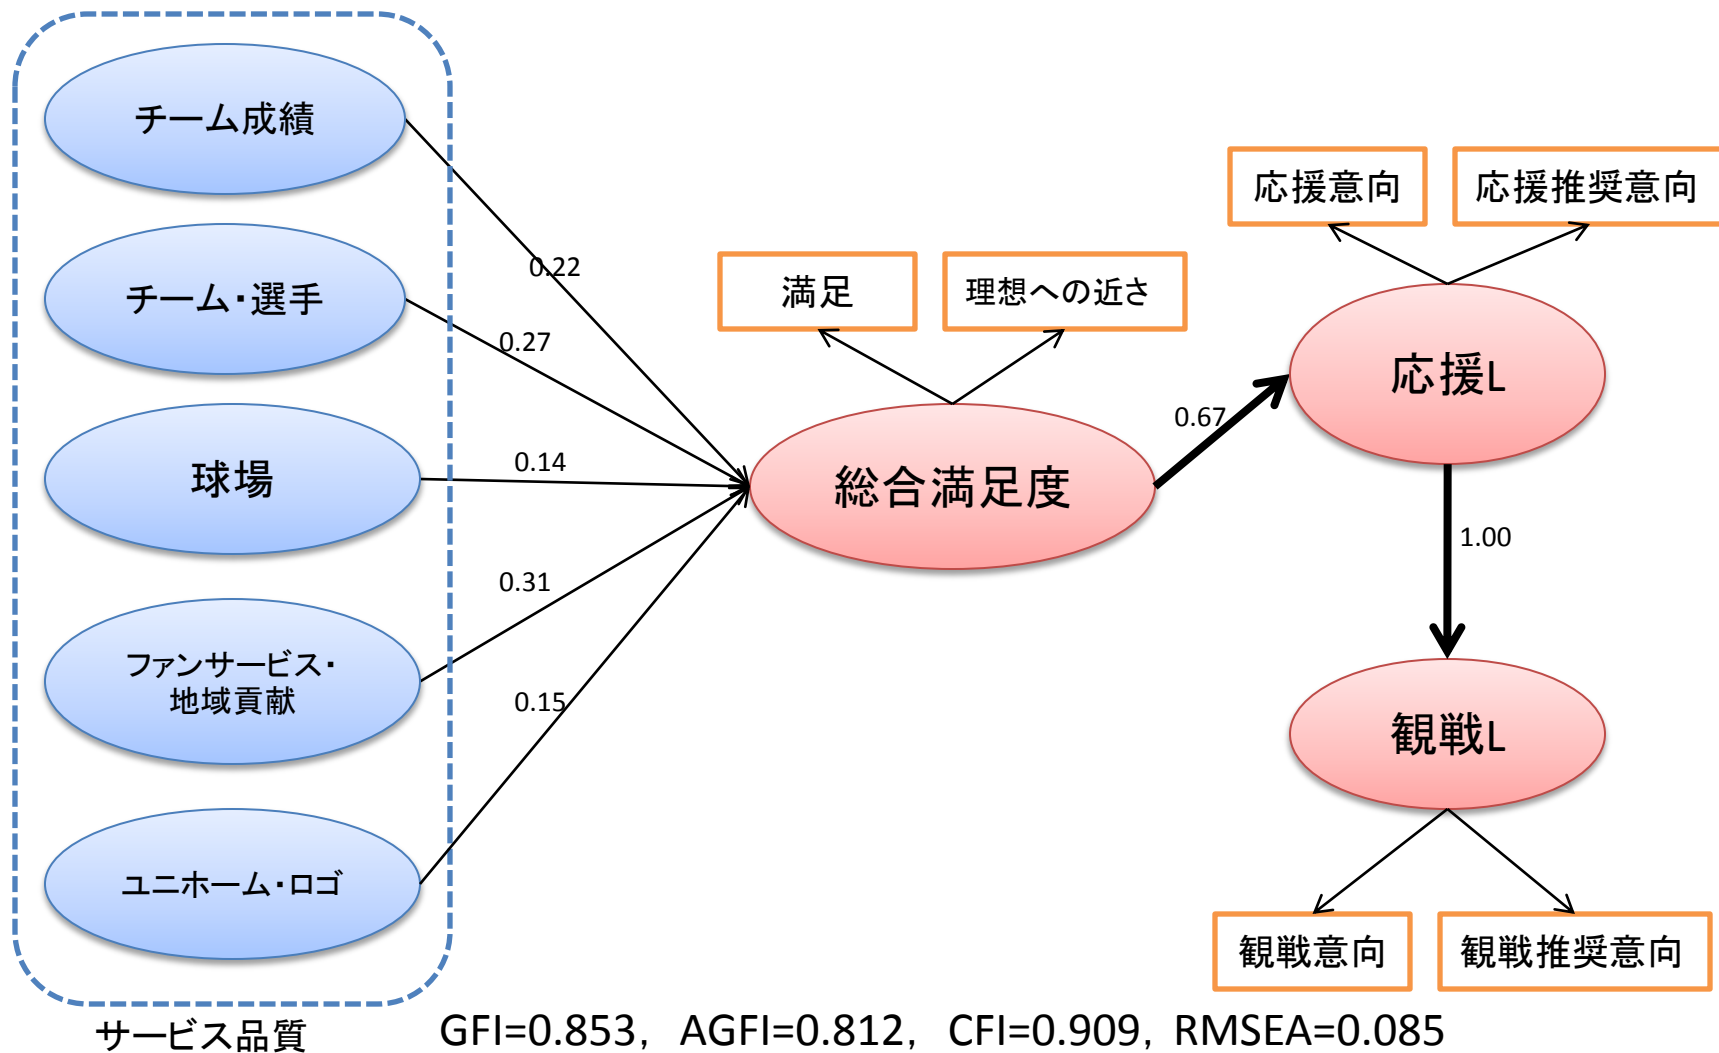 チーム成績
チーム・選手
球場
ファンサービス・
地域貢献
ユニホーム・ロゴ
サービス品質
0.22
0.27
0.14
0.31
0.15
満足
理想への近さ
総合満足度
0.67
応援意向
応援推奨意向
応援L
1.00
観戦L
観戦意向
観戦推奨意向
GFI=0.853, AGFI=0.812, CFI=0.909, RMSEA=0.085